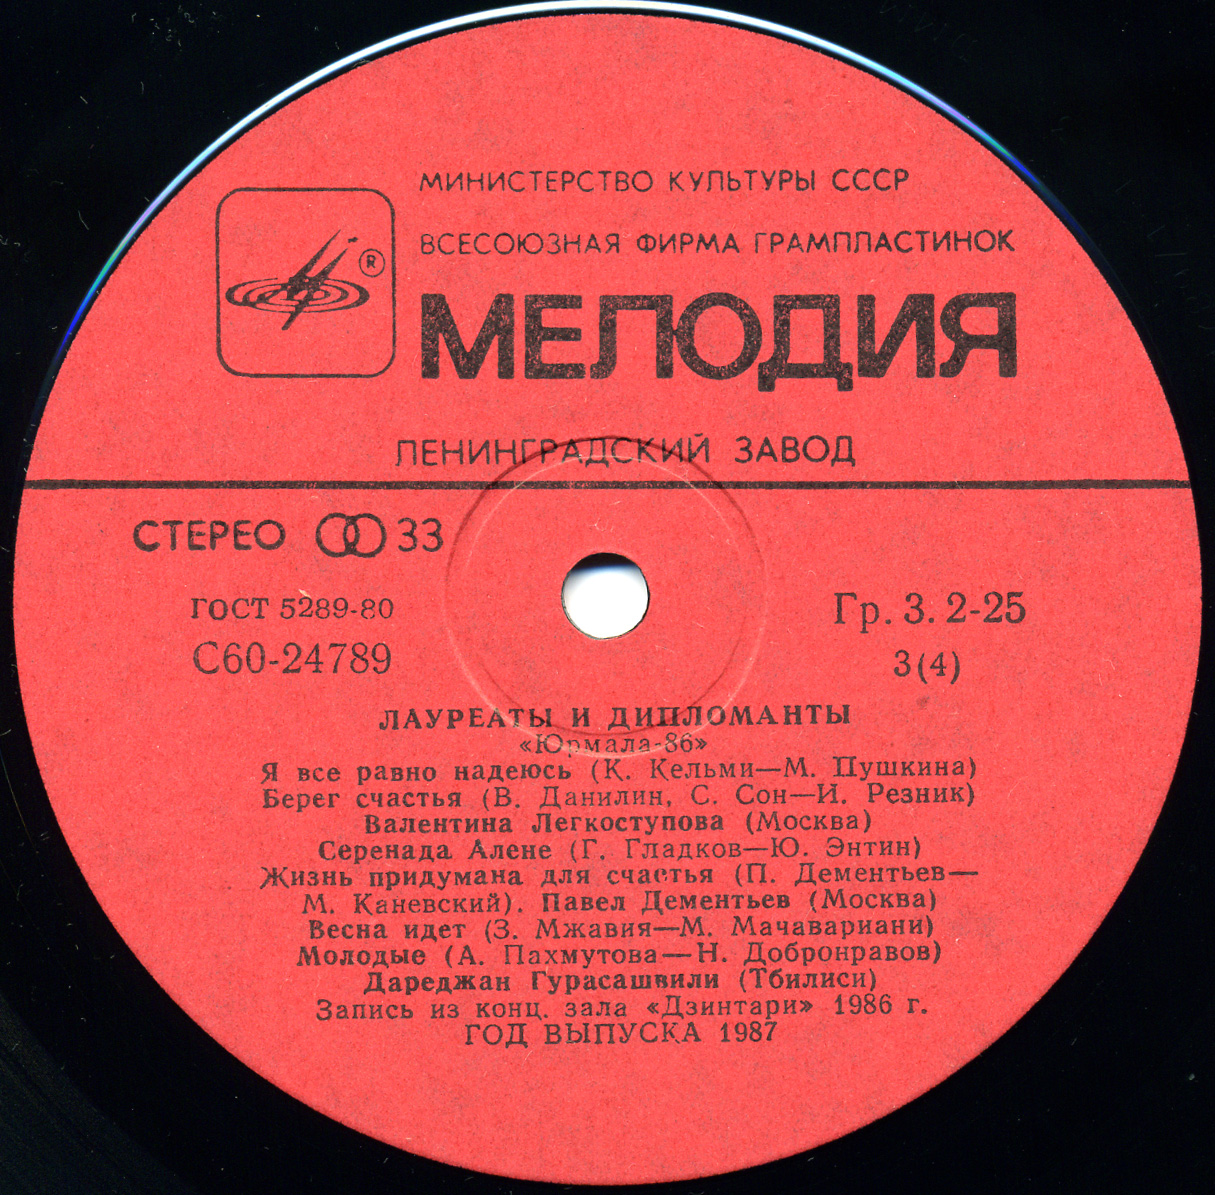 МИНИСТЕРСТВО КУЛЬТУРЫ СССР
ВСЕСОЮЗНАЯ ФИРМА ГРАМПЛАСТИНОК
®
МЕЛОДИЯ
ЛЕНИНГРАДСКИЙ ЗАВОД
СТЕРЕО 33
ГОСТ 5289-80
Гр. 3. 2-25
С60-24789
3(4)
ЛАУРЕАТЫ И ДИПЛОМАНТЫ
«Юрмала-86»
Я все равно надеюсь (К. Кельми—М. Пушкина)
Берег счастья (В. Данилин, С. Сон—И. Резник)
Валентина Легкоступова (Москва)
Серенада Алене (Г. Гладков—Ю. Энтин)
Жизнь придумана для счастья (П. Дементьев—
М. Каневский). Павел Дементьев (Москва)
Весна идет (З. Мжавия—М. Мачавариани)
Молодые (А. Пахмутова—Н. Добронравов)
Дареджан Гурасашвили (Тбилиси)
Запись из конц. зала «Дзинтари» 1986 г.
ГОД ВЫПУСКА 1987